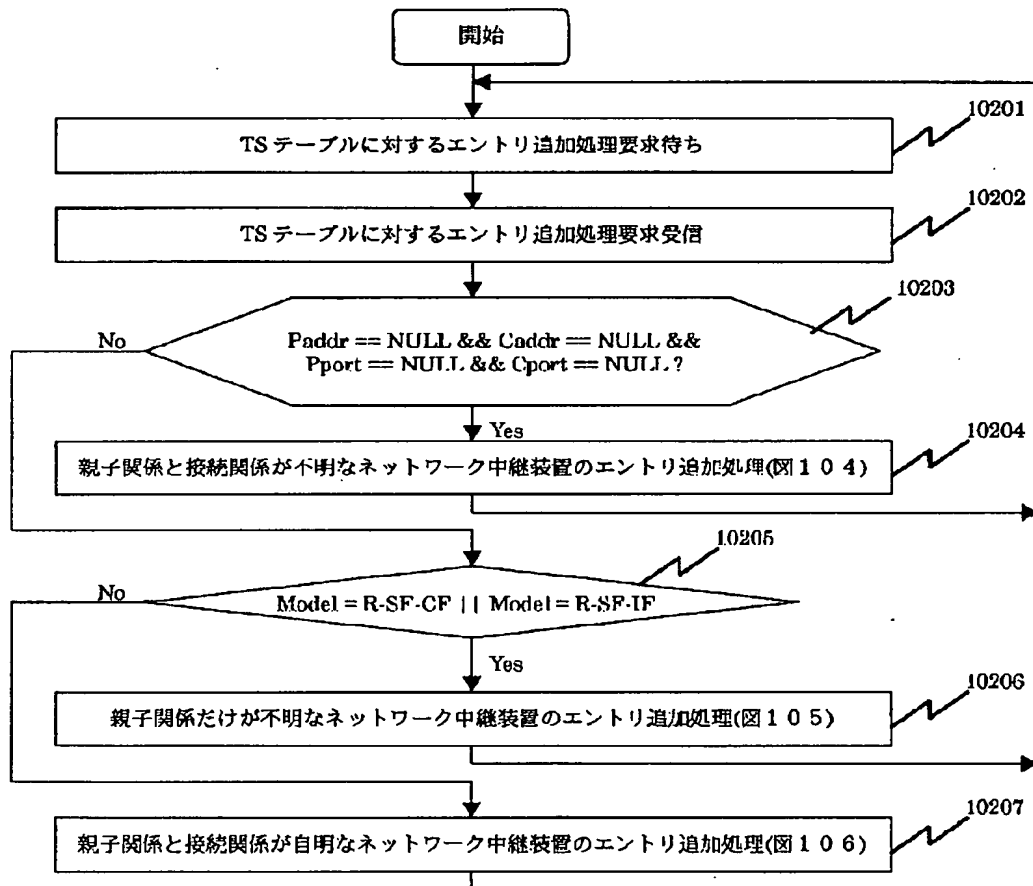 開始
10201
TSテーブルに対するエントリ追加処理要求待ち
10202
TSテーブルに対するエントリ追加処理要求受信
10203
No
Paddr == NULL && Caddr == NULL &&
Pport == NULL && Cport == NULL ?
Yes
10204
親子関係と接続関係が不明なネットワーク中継装置のエントリ追加処理(図104)
10205
No
Model = R-SF-CF || Model = R-SF-IF
Yes
10206
親子関係だけが不明なネットワーク中継装置のエントリ追加処理(図105)
10207
親子関係と接続関係が自明なネットワーク中継装置のエントリ追加処理(図106)